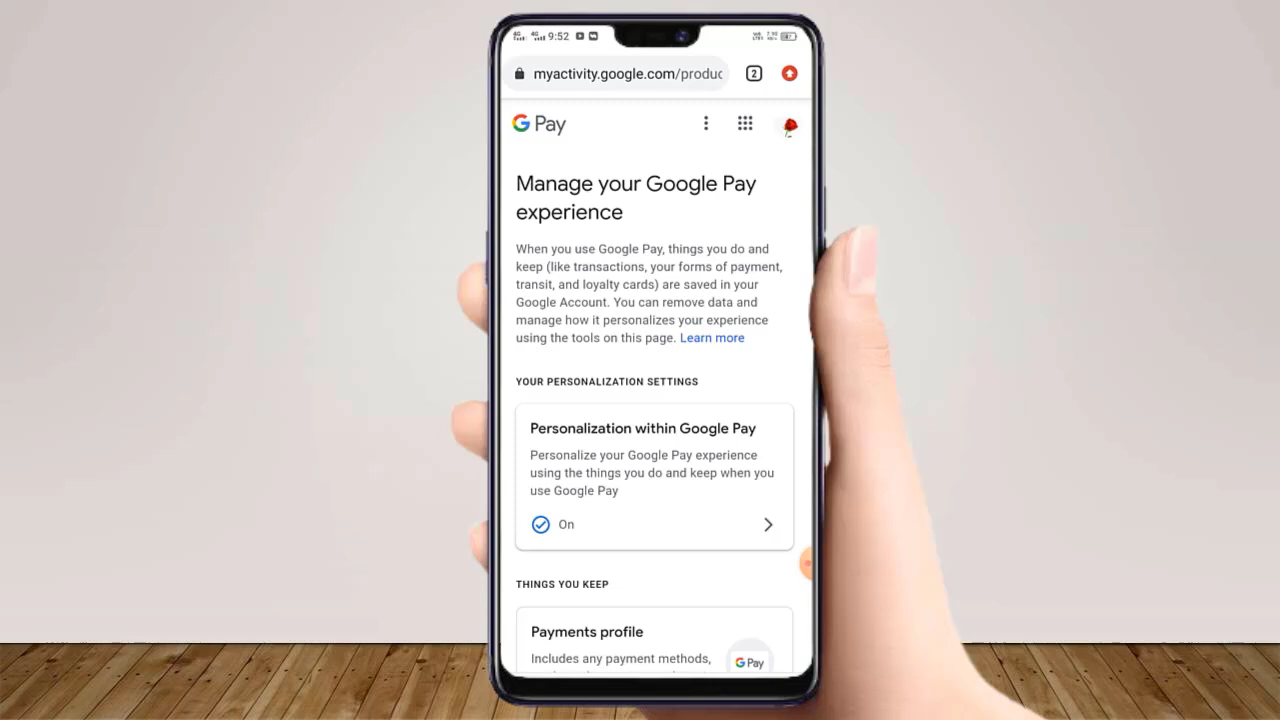 9:52
myactivity.google.com/produc
2
G Pay
Manage your Google Pay
experience
When you use Google Pay, things you do and
keep (like transactions, your forms of payment,
transit, and loyalty cards) are saved in your
Google Account. You can remove data and
manage how it personalizes your experience
using the tools on this page. Learn more
YOUR PERSONALIZATION SETTINGS
Personalization within Google Pay
Personalize your Google Pay experience
using the things you do and keep when you
use Google Pay
On
THINGS YOU KEEP
Payments profile
Includes any payment methods,
G Pay